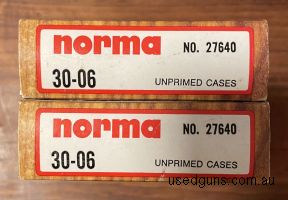 norma NO. 27640
30-06 UNPRIMED CASES
norma NO. 27640
30-06 UNPRIMED CASES
usedguns.com.au